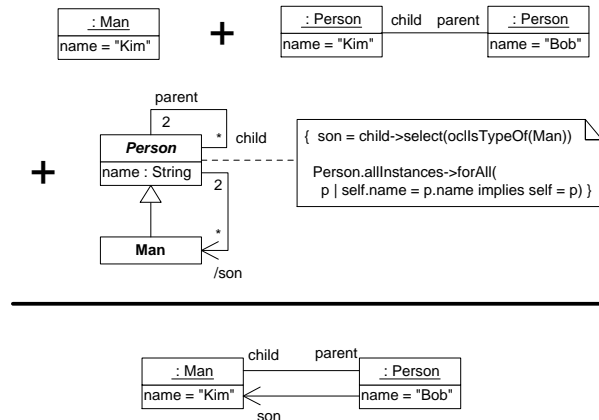 : Man
name = "Kim"
+
: Person
name = "Kim"
child parent
: Person
name = "Bob"
+
parent
2
*
child
Person
name : String
2
*
Man
/son
{ son = child->select(oclIsTypeOf(Man))
Person.allInstances->forAll(
p | self.name = p.name implies self = p) }
: Man
name = "Kim"
child parent
son
: Person
name = "Bob"